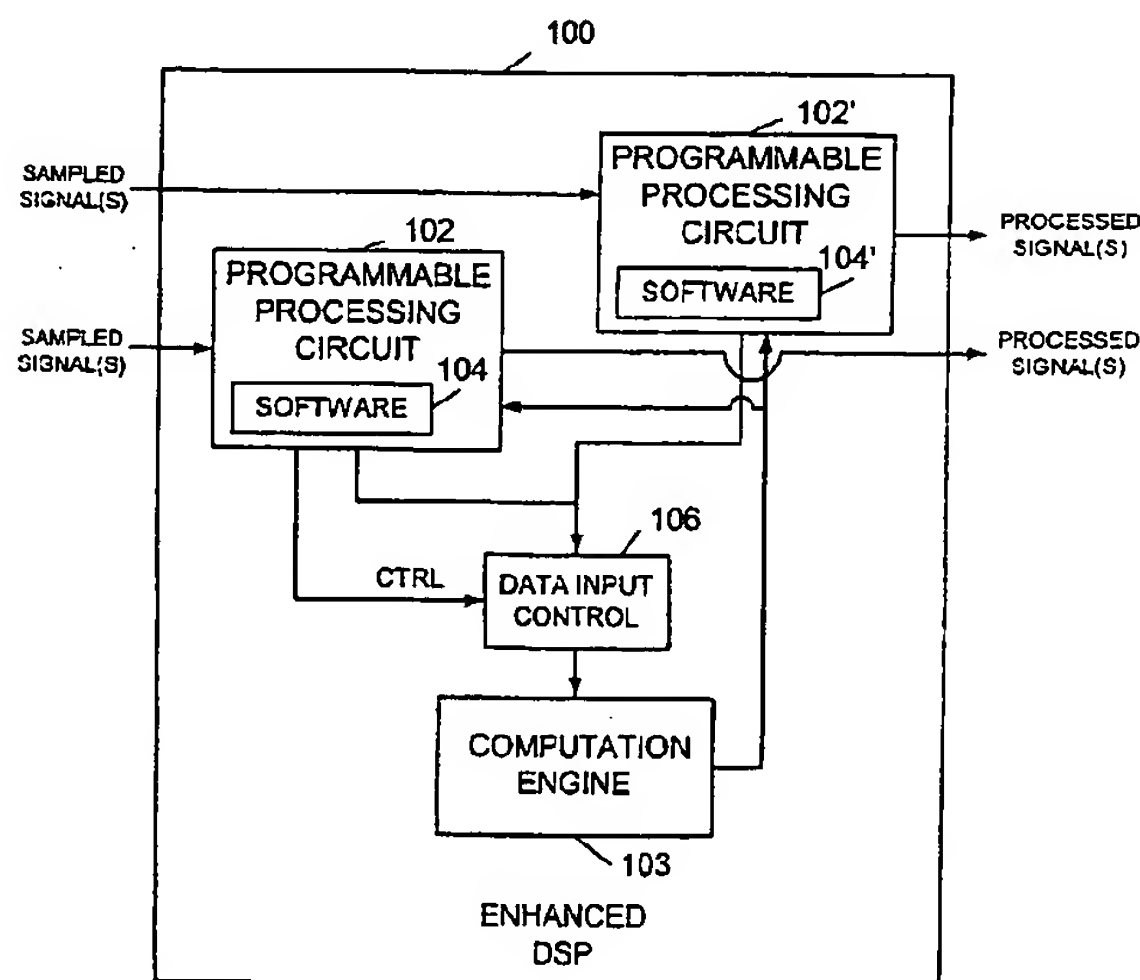 100
102'
PROGRAMMABLE
PROCESSING
CIRCUIT
104'
SOFTWARE
SAMPLED
SIGNAL(S)
PROCESSED
SIGNAL(S)
102
PROGRAMMABLE
PROCESSING
CIRCUIT
104
SOFTWARE
SAMPLED
SIGNAL(S)
PROCESSED
SIGNAL(S)
106
CTRL
DATA INPUT
CONTROL
COMPUTATION
ENGINE
103
ENHANCED
DSP